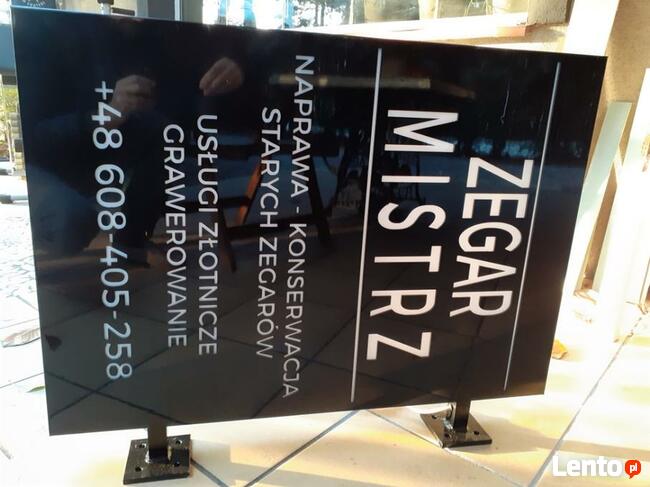 ZEGAR
MISTRZ
NAPRAWA - KONSERWACJA
STARYCH ZEGARÓW
USŁUGI ZŁOTNICZE
GRAWEROWANIE
+48 608-405-258
Lento.pl